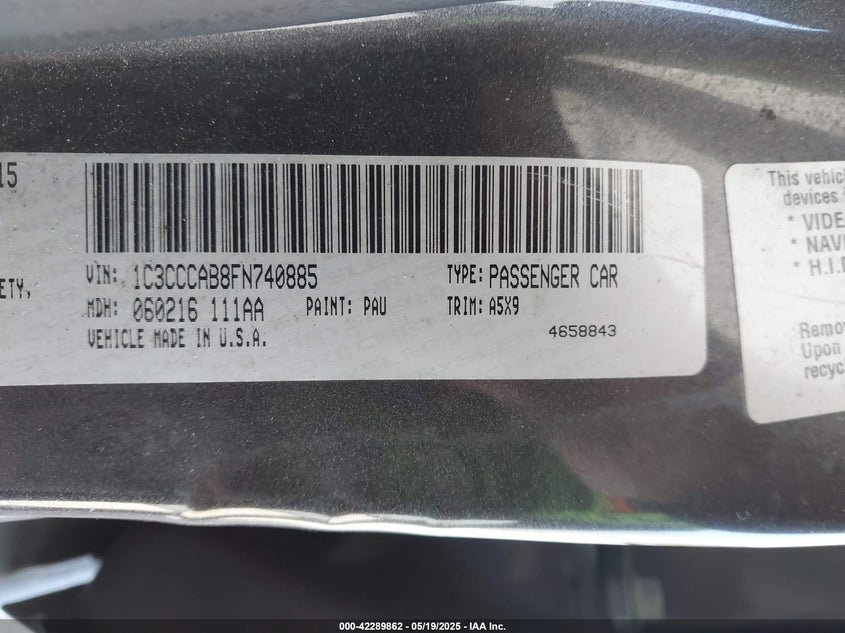 15
ETY,
VIN: 1C3CCCAB8FN740885 TYPE: PASSENGER CAR
MDH: 060216 111AA PAINT: PAU TRIM: A5X9
VEHICLE MADE IN U.S.A. 4658843
This vehic
devices
* VIDE
* NAV
* H.I.
Remov
Upon
recyc
000-42289862 - 05/19/2025 - IAA Inc.